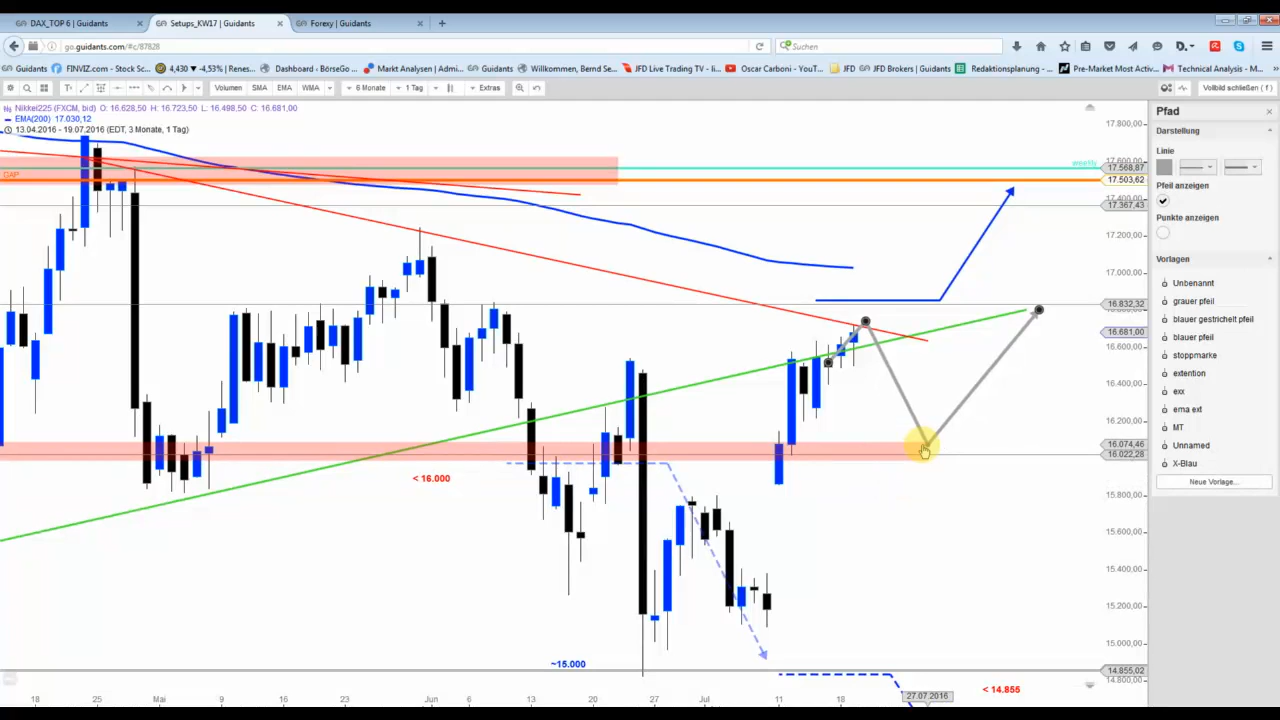 DAX_TOP 6 | Guidants
Setups_KW17 | Guidants
Forexy | Guidants
go.guidants.com/#c/87828
Suchen
Guidants
FINVIZ.com - Stock Sc...
4,430 ▼ -4,53% | Renes...
Dashboard ‹ BörseGo ...
Markt Analysen | Admi...
Guidants
Willkommen, Bernd Se...
JFD Live Trading TV - li...
Oscar Carboni - YouT...
JFD
JFD Brokers | Guidants
Redaktionsplanung - ...
Pre-Market Most Activ...
Technical Analysis - M...
Volumen SMA EMA WMA 6 Monate 1 Tag Extras
Vollbild schließen ( f )
Nikkei225 (FXCM, bid) O: 16.628,50 H: 16.723,50 L: 16.498,50 C: 16.681,00
EMA(200) 17.030,12
13.04.2016 - 19.07.2016 (EDT, 3 Monate, 1 Tag)
GAP
weekly
17.800,00
17.600,00
17.568,87
17.503,62
17.400,00
17.367,43
17.200,00
17.000,00
16.832,32
16.681,00
16.600,00
16.400,00
16.200,00
16.074,46
16.022,28
15.800,00
15.600,00
15.400,00
15.200,00
15.000,00
14.855,02
14.800,00
< 16.000
~15.000
< 14.855
18 25 Mai 9 16 23 Jun 6 13 20 27 Jul 11 18 27.07.2016
Pfad
Darstellung
Linie
Pfeil anzeigen
Punkte anzeigen
Vorlagen
Unbenannt
grauer pfeil
blauer gestrichelt pfeil
blauer pfeil
stoppmarke
extention
exx
ema ext
MT
Unnamed
X-Blau
Neue Vorlage...